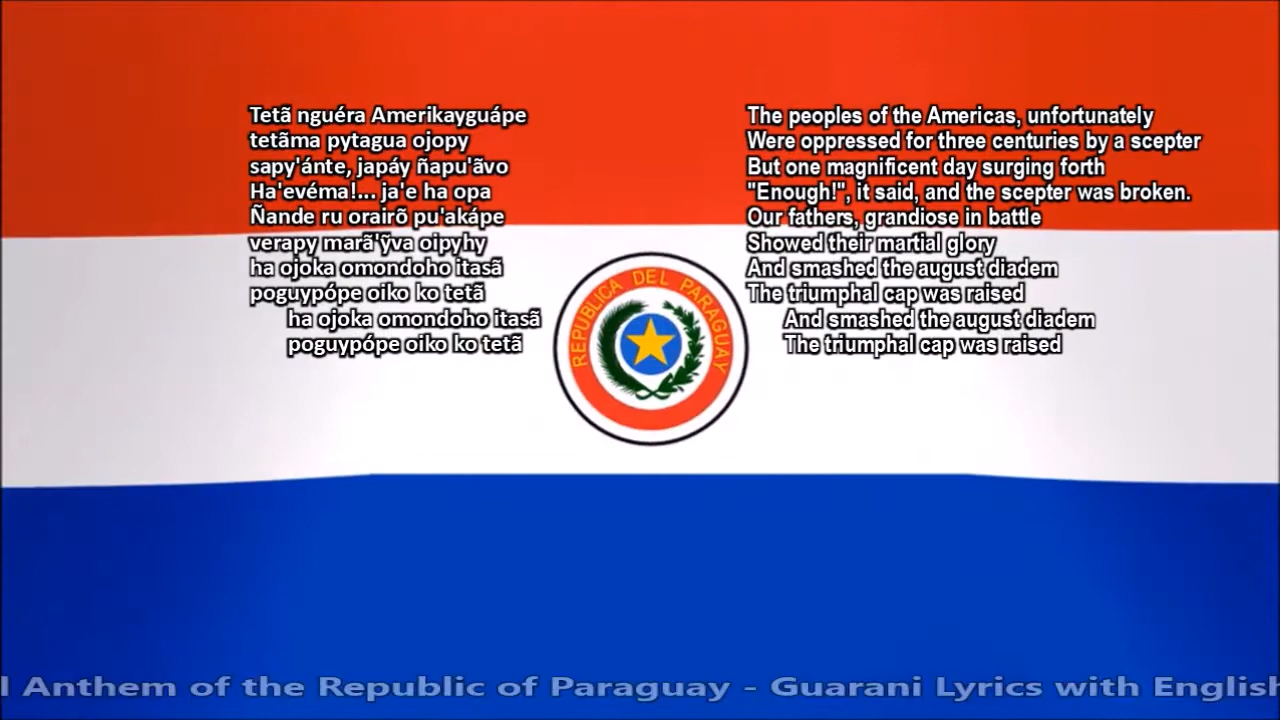 Tetã nguéra Amerikayguápe
tetãma pytagua ojopy
sapy'ánte, japáy ñapu'ãvo
Ha'evéma!... ja'e ha opa
Ñande ru orairõ pu'akápe
verapy marã'ỹva oipyhy
ha ojoka omondoho itasã
poguypópe oiko ko tetã
ha ojoka omondoho itasã
poguypópe oiko ko tetã
The peoples of the Americas, unfortunately
Were oppressed for three centuries by a scepter
But one magnificent day surging forth
"Enough!", it said, and the scepter was broken.
Our fathers, grandiose in battle
Showed their martial glory
And smashed the august diadem
The triumphal cap was raised
And smashed the august diadem
The triumphal cap was raised
REPUBLICA DEL PARAGUAY
l Anthem of the Republic of Paraguay - Guarani Lyrics with English